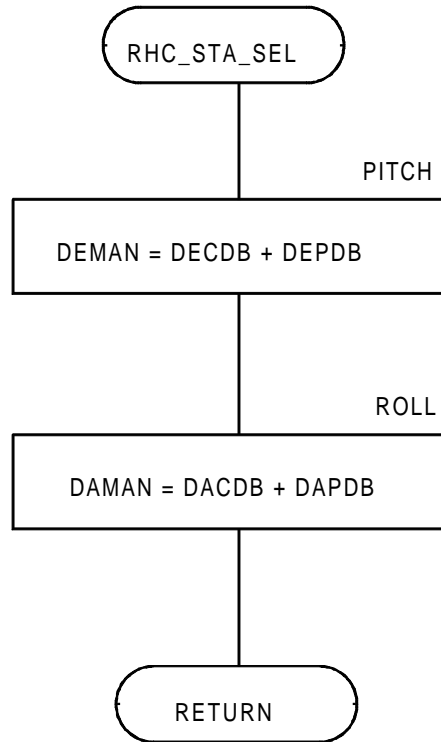 RHC_STA_SEL
PITCH
DEMAN = DECDB + DEPDB
ROLL
DAMAN = DACDB + DAPDB
RETURN